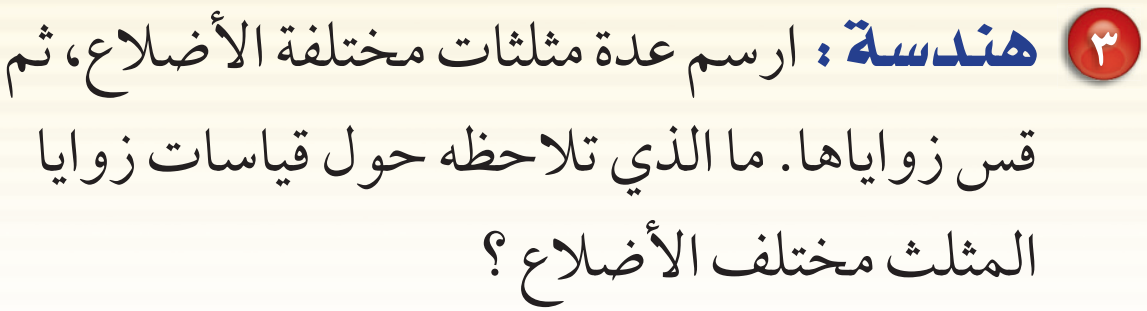 ٣ هندسة : ارسم عدة مثلثات مختلفة الأضلاع، ثم
قس زواياها. ما الذي تلاحظه حول قياسات زوايا
المثلث مختلف الأضلاع ؟